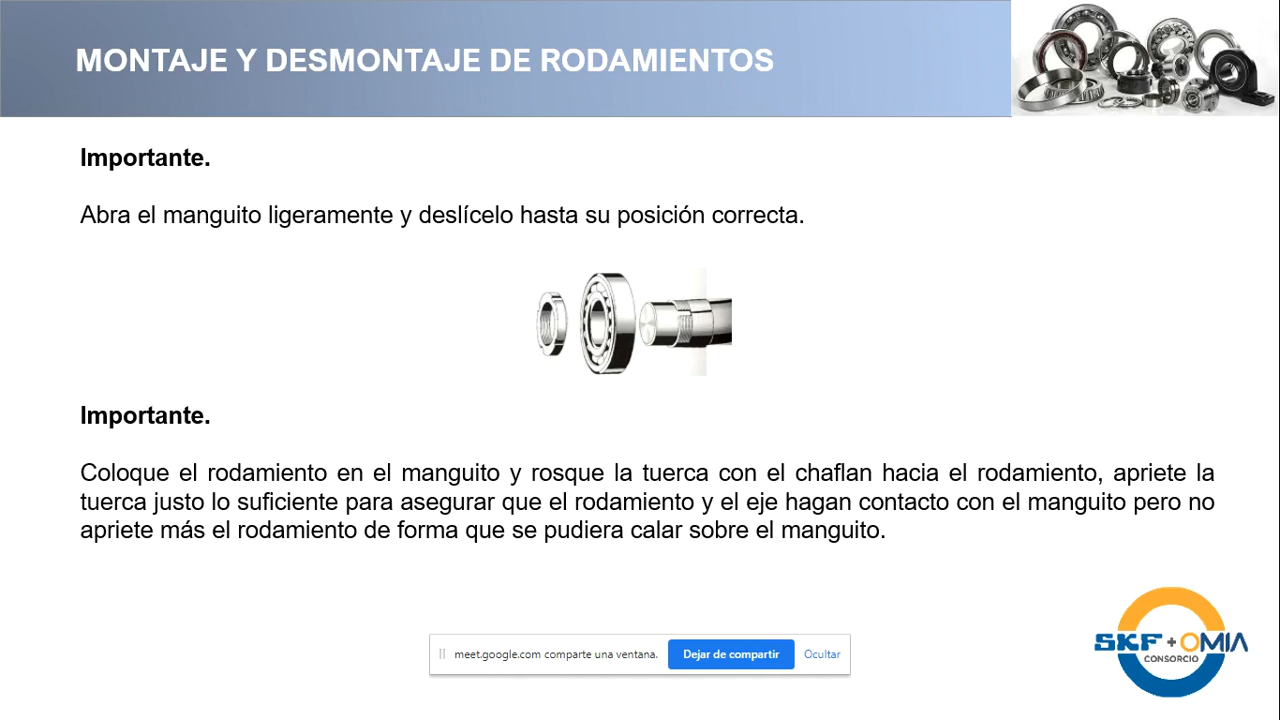 MONTAJE Y DESMONTAJE DE RODAMIENTOS
Importante.
Abra el manguito ligeramente y deslícelo hasta su posición correcta.
Importante.
Coloque el rodamiento en el manguito y rosque la tuerca con el chaflan hacia el rodamiento, apriete la
tuerca justo lo suficiente para asegurar que el rodamiento y el eje hagan contacto con el manguito pero no
apriete más el rodamiento de forma que se pudiera calar sobre el manguito.
SKF + OMIA
CONSORCIO
meet.google.com comparte una ventana. Dejar de compartir Ocultar